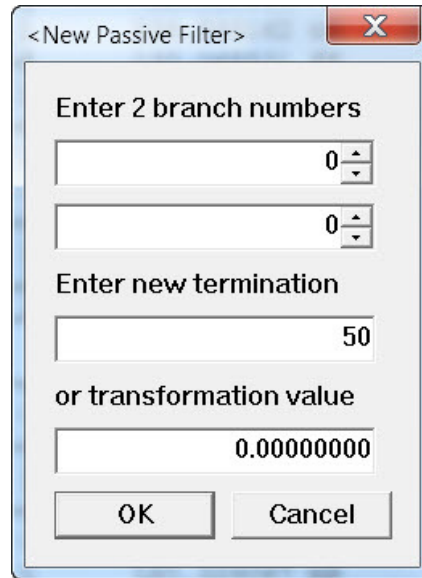 <New Passive Filter>
Enter 2 branch numbers
0
0
Enter new termination
50
or transformation value
0.00000000
OK Cancel